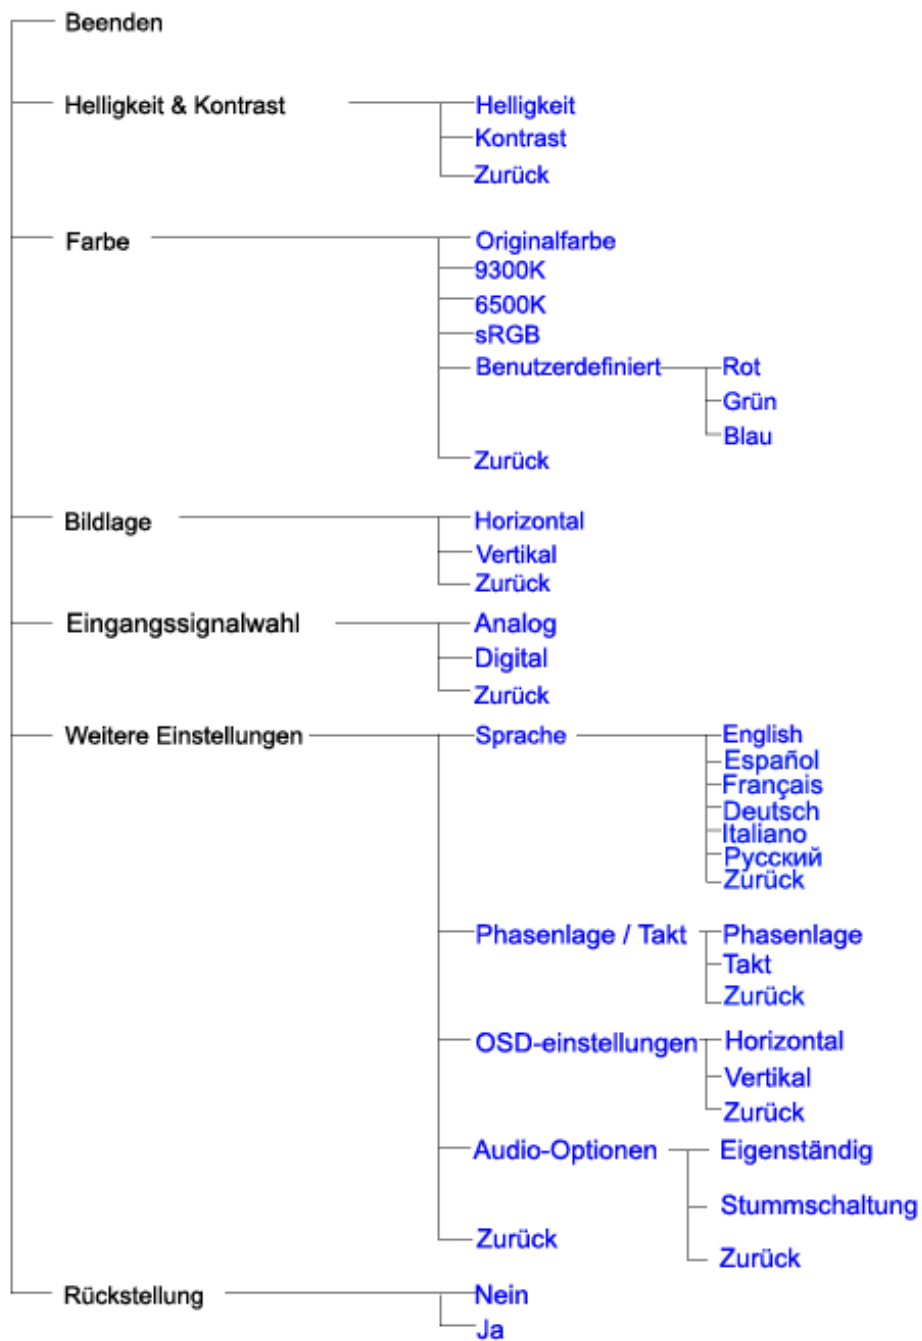 Beenden
Helligkeit & Kontrast Helligkeit
Kontrast
Zurück
Farbe Originalfarbe
9300K
6500K
sRGB
Benutzerdefiniert Rot
Grün
Blau
Zurück
Bildlage Horizontal
Vertikal
Zurück
Eingangssignalwahl Analog
Digital
Zurück
Weitere Einstellungen Sprache English
Español
Français
Deutsch
Italiano
Русский
Zurück
Phasenlage / Takt Phasenlage
Takt
Zurück
OSD-einstellungen Horizontal
Vertikal
Zurück
Audio-Optionen Eigenständig
Stummschaltung
Zurück Zurück
Rückstellung Nein
Ja